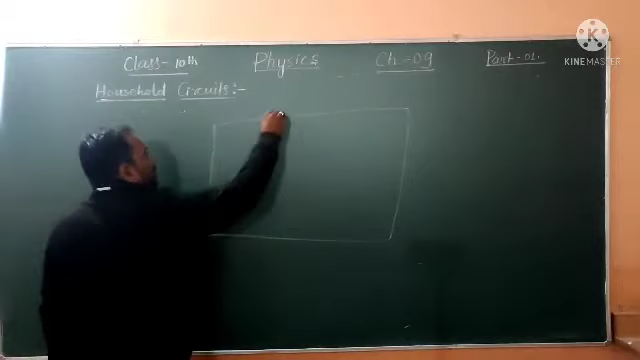 Class-10th Physics Ch-09 Part-01.
Household Circuits:-
KINEMASTER